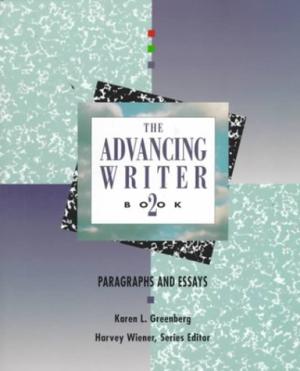 THE
ADVANCING
WRITER
BOOK
2
PARAGRAPHS AND ESSAYS
Karen L. Greenberg
Harvey Wiener, Series Editor